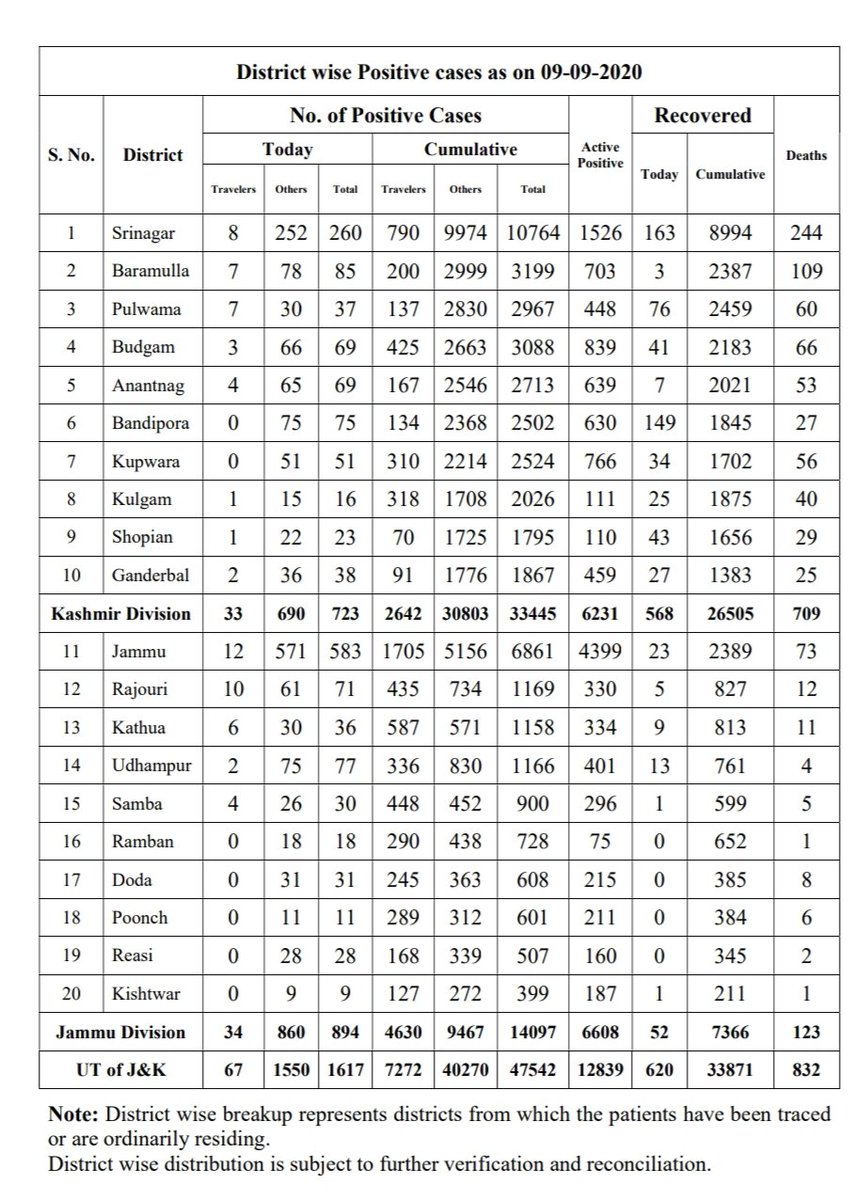 District wise Positive cases as on 09-09-2020
S. No. District No. of Positive Cases Active Positive Recovered Deaths
Today Cumulative Today Cumulative
Travelers Others Total Travelers Others Total
1 Srinagar 8 252 260 790 9974 10764 1526 163 8994 244
2 Baramulla 7 78 85 200 2999 3199 703 3 2387 109
3 Pulwama 7 30 37 137 2830 2967 448 76 2459 60
4 Budgam 3 66 69 425 2663 3088 839 41 2183 66
5 Anantnag 4 65 69 167 2546 2713 639 7 2021 53
6 Bandipora 0 75 75 134 2368 2502 630 149 1845 27
7 Kupwara 0 51 51 310 2214 2524 766 34 1702 56
8 Kulgam 1 15 16 318 1708 2026 111 25 1875 40
9 Shopian 1 22 23 70 1725 1795 110 43 1656 29
10 Ganderbal 2 36 38 91 1776 1867 459 27 1383 25
Kashmir Division 33 690 723 2642 30803 33445 6231 568 26505 709
11 Jammu 12 571 583 1705 5156 6861 4399 23 2389 73
12 Rajouri 10 61 71 435 734 1169 330 5 827 12
13 Kathua 6 30 36 587 571 1158 334 9 813 11
14 Udhampur 2 75 77 336 830 1166 401 13 761 4
15 Samba 4 26 30 448 452 900 296 1 599 5
16 Ramban 0 18 18 290 438 728 75 0 652 1
17 Doda 0 31 31 245 363 608 215 0 385 8
18 Poonch 0 11 11 289 312 601 211 0 384 6
19 Reasi 0 28 28 168 339 507 160 0 345 2
20 Kishtwar 0 9 9 127 272 399 187 1 211 1
Jammu Division 34 860 894 4630 9467 14097 6608 52 7366 123
UT of J&K 67 1550 1617 7272 40270 47542 12839 620 33871 832
Note: District wise breakup represents districts from which the patients have been traced
or are ordinarily residing.
District wise distribution is subject to further verification and reconciliation.